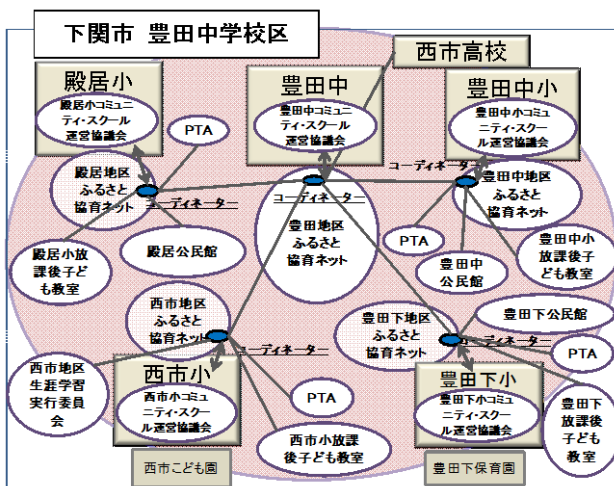 下関市 豊田中学校区
西市高校
殿居小
殿居小コミュニ
ティ・スクール
運営協議会
PTA
豊田中
豊田中コミュニ
ティ・スクール
運営協議会
豊田中小
豊田中小コミュ
ニティ・スクー
ル運営協議会
殿居地区
ふるさと
協育ネット
コーディネーター
コーディネーター
コーディネーター
豊田中地区
ふるさと
協育ネット
豊田地区
ふるさと
協育ネット
殿居公民館
殿居小放
課後子ど
も教室
PTA
豊田中
公民館
豊田中小
放課後子
ども教室
西市地区
ふるさと
協育ネット
コーディネーター
豊田下地区
ふるさと
協育ネット
コーディネーター
豊田下公民館
PTA
西市地区
生涯学習
実行委員
会
西市小
西市小コミュ
ニティ・スクー
ル運営協議会
PTA
西市小放課
後子ども教室
豊田下小
豊田下小コミュ
ニティ・スクー
ル運営協議会
豊田下
放課後
子ども教
室
西市こども園
豊田下保育園